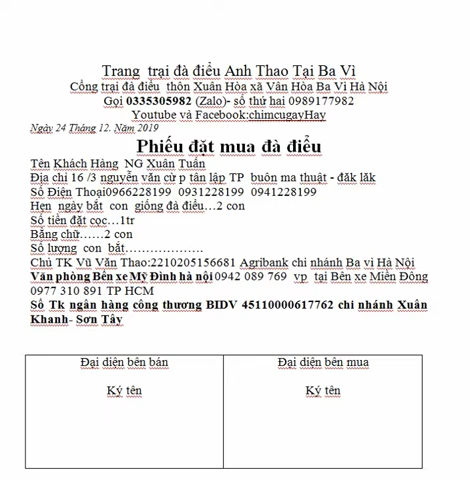 Trang trại đà điểu Anh Thao Tại Ba Vì
Cổng trại đà điểu thôn Xuân Hòa xã Vân Hòa Ba Vì Hà Nội
Gọi 0335305982 (Zalo)- số thứ hai 0989177982
Youtube và Facebook:chimcugayHay
Ngày 24 Tháng 12. Năm 2019
Phiếu đặt mua đà điểu
Tên Khách Hàng NG Xuân Tuấn
Địa chỉ 16 /3 nguyễn văn cừ p tân lập TP buôn ma thuật - đăk lăk
Số Điện Thoại0966228199 0931228199 0941228199
Hẹn ngày bắt con giống đà điểu…2 con
Số tiền đặt cọc…1tr
Bằng chữ……2 con
Số lượng con bắt……………….
Chủ TK Vũ Văn Thao:2210205156681 Agribank chi nhánh Ba vì Hà Nội
Văn phòng Bến xe Mỹ Đình hà nội 0942 089 769 vp tại Bến xe Miền Đông
0977 310 891 TP HCM
Số Tk ngân hàng công thương BIDV 45110000617762 chi nhánh Xuân
Khanh- Sơn Tây
Đại diện bên bán
Ký tên
Đại diện bên mua
Ký tên